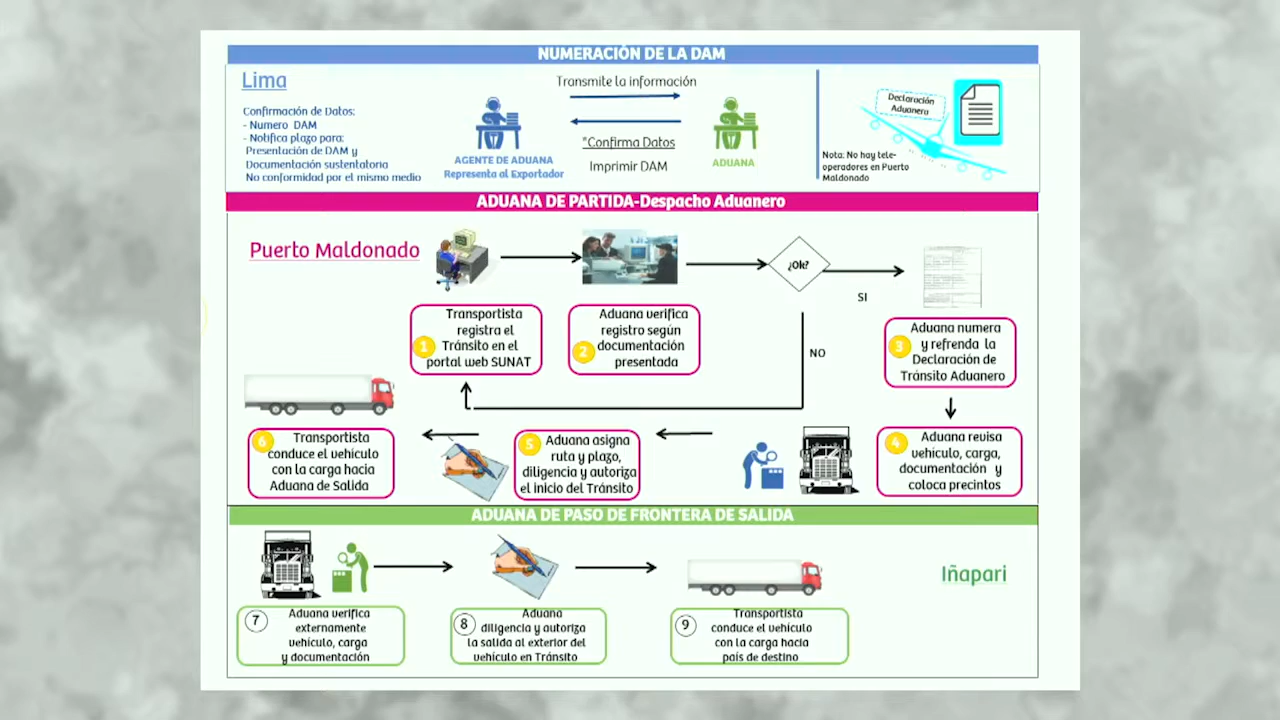 NUMERACIÓN DE LA DAM
Lima
Confirmación de Datos:
- Numero DAM
- Notifica plazo para:
Presentación de DAM y
Documentación sustentatoria
No conformidad por el mismo medio
Transmite la información
*Confirma Datos
Imprimir DAM
AGENTE DE ADUANA
Representa al Exportador
ADUANA
Declaración
Aduanera
Nota: No hay tele-
operadores en Puerto
Maldonado
ADUANA DE PARTIDA-Despacho Aduanero
Puerto Maldonado
¿Ok?
SI
NO
1
Transportista
registra el
Tránsito en el
portal web SUNAT
2
Aduana verifica
registro según
documentación
presentada
3
Aduana numera
y refrenda la
Declaración de
Tránsito Aduanero
4
Aduana revisa
vehículo, carga,
documentación y
coloca precintos
5
Aduana asigna
ruta y plazo,
diligencia y autoriza
el inicio del Tránsito
6
Transportista
conduce el vehículo
con la carga hacia
Aduana de Salida
ADUANA DE PASO DE FRONTERA DE SALIDA
Iñapari
7
Aduana verifica
externamente
vehículo, carga
y documentación
8
Aduana
diligencia y autoriza
la salida al exterior del
vehículo en Tránsito
9
Transportista
conduce el vehículo
con la carga hacia
país de destino